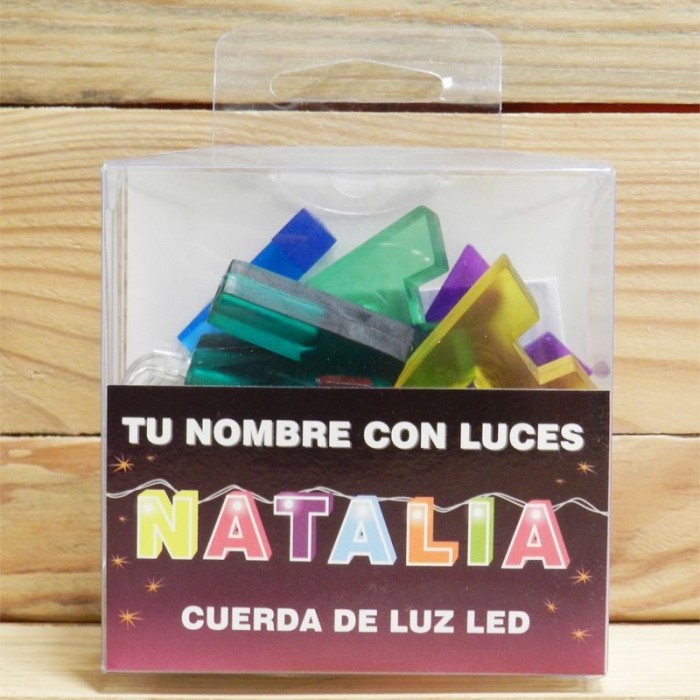 TU NOMBRE CON LUCES
NATALIA
CUERDA DE LUZ LED